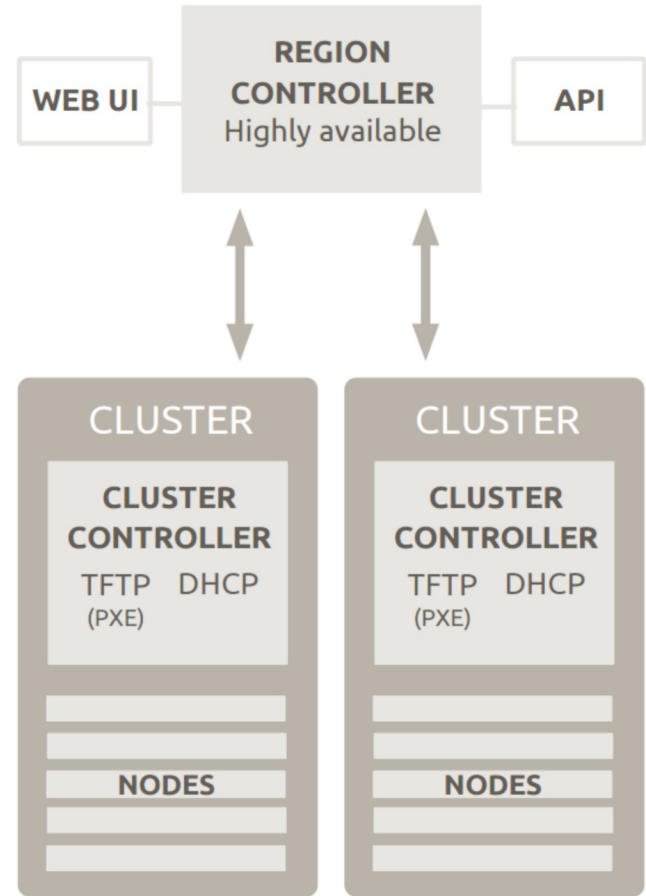 REGION
CONTROLLER
Highly available
WEB UI
API
CLUSTER
CLUSTER
CONTROLLER
TFTP DHCP
(PXE)
NODES
CLUSTER
CLUSTER
CONTROLLER
TFTP DHCP
(PXE)
NODES